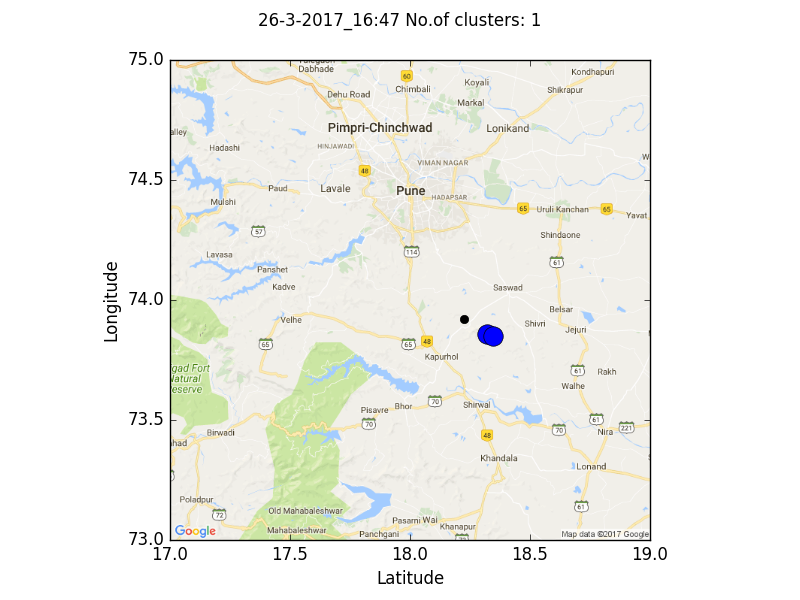 26-3-2017_16:47 No.of clusters: 1
75.0
Dabhade
60
Kondhapuri
Koyali
Chimbali
Shikrapur
Dehu Road
Markal
Pimpri-Chinchwad
Lonikand
alley
Hadashi
HINJAWADI
VIMAN NAGAR
W
48
74.5
Paud
Lavale
Pune
HADAPSAR
Mulshi
65
Uruli Kanchan
65
Yavat
57
Shindaone
114
Lavasa
61
Panshet
Kadve
Saswad
74.0
Longitude
Belsar
Velhe
Shivri
Jejuri
65
65
48
Kapurhol
gad Fort
Natural
reserve
61
Rakh
Walhe
70
Bhor
Shirwal
Pisavre
73.5
70
61
221
70
Nira
Birwadi
48
ahad
Khandala
Lonand
Poladpur
61
Old Mahabaleshwar
72
Pasarni Wai
Khanapur
Mahabaleshwar
Panchgani
Google
Map data ©2017 Google
73.0
17.0 17.5 18.0 18.5 19.0
Latitude